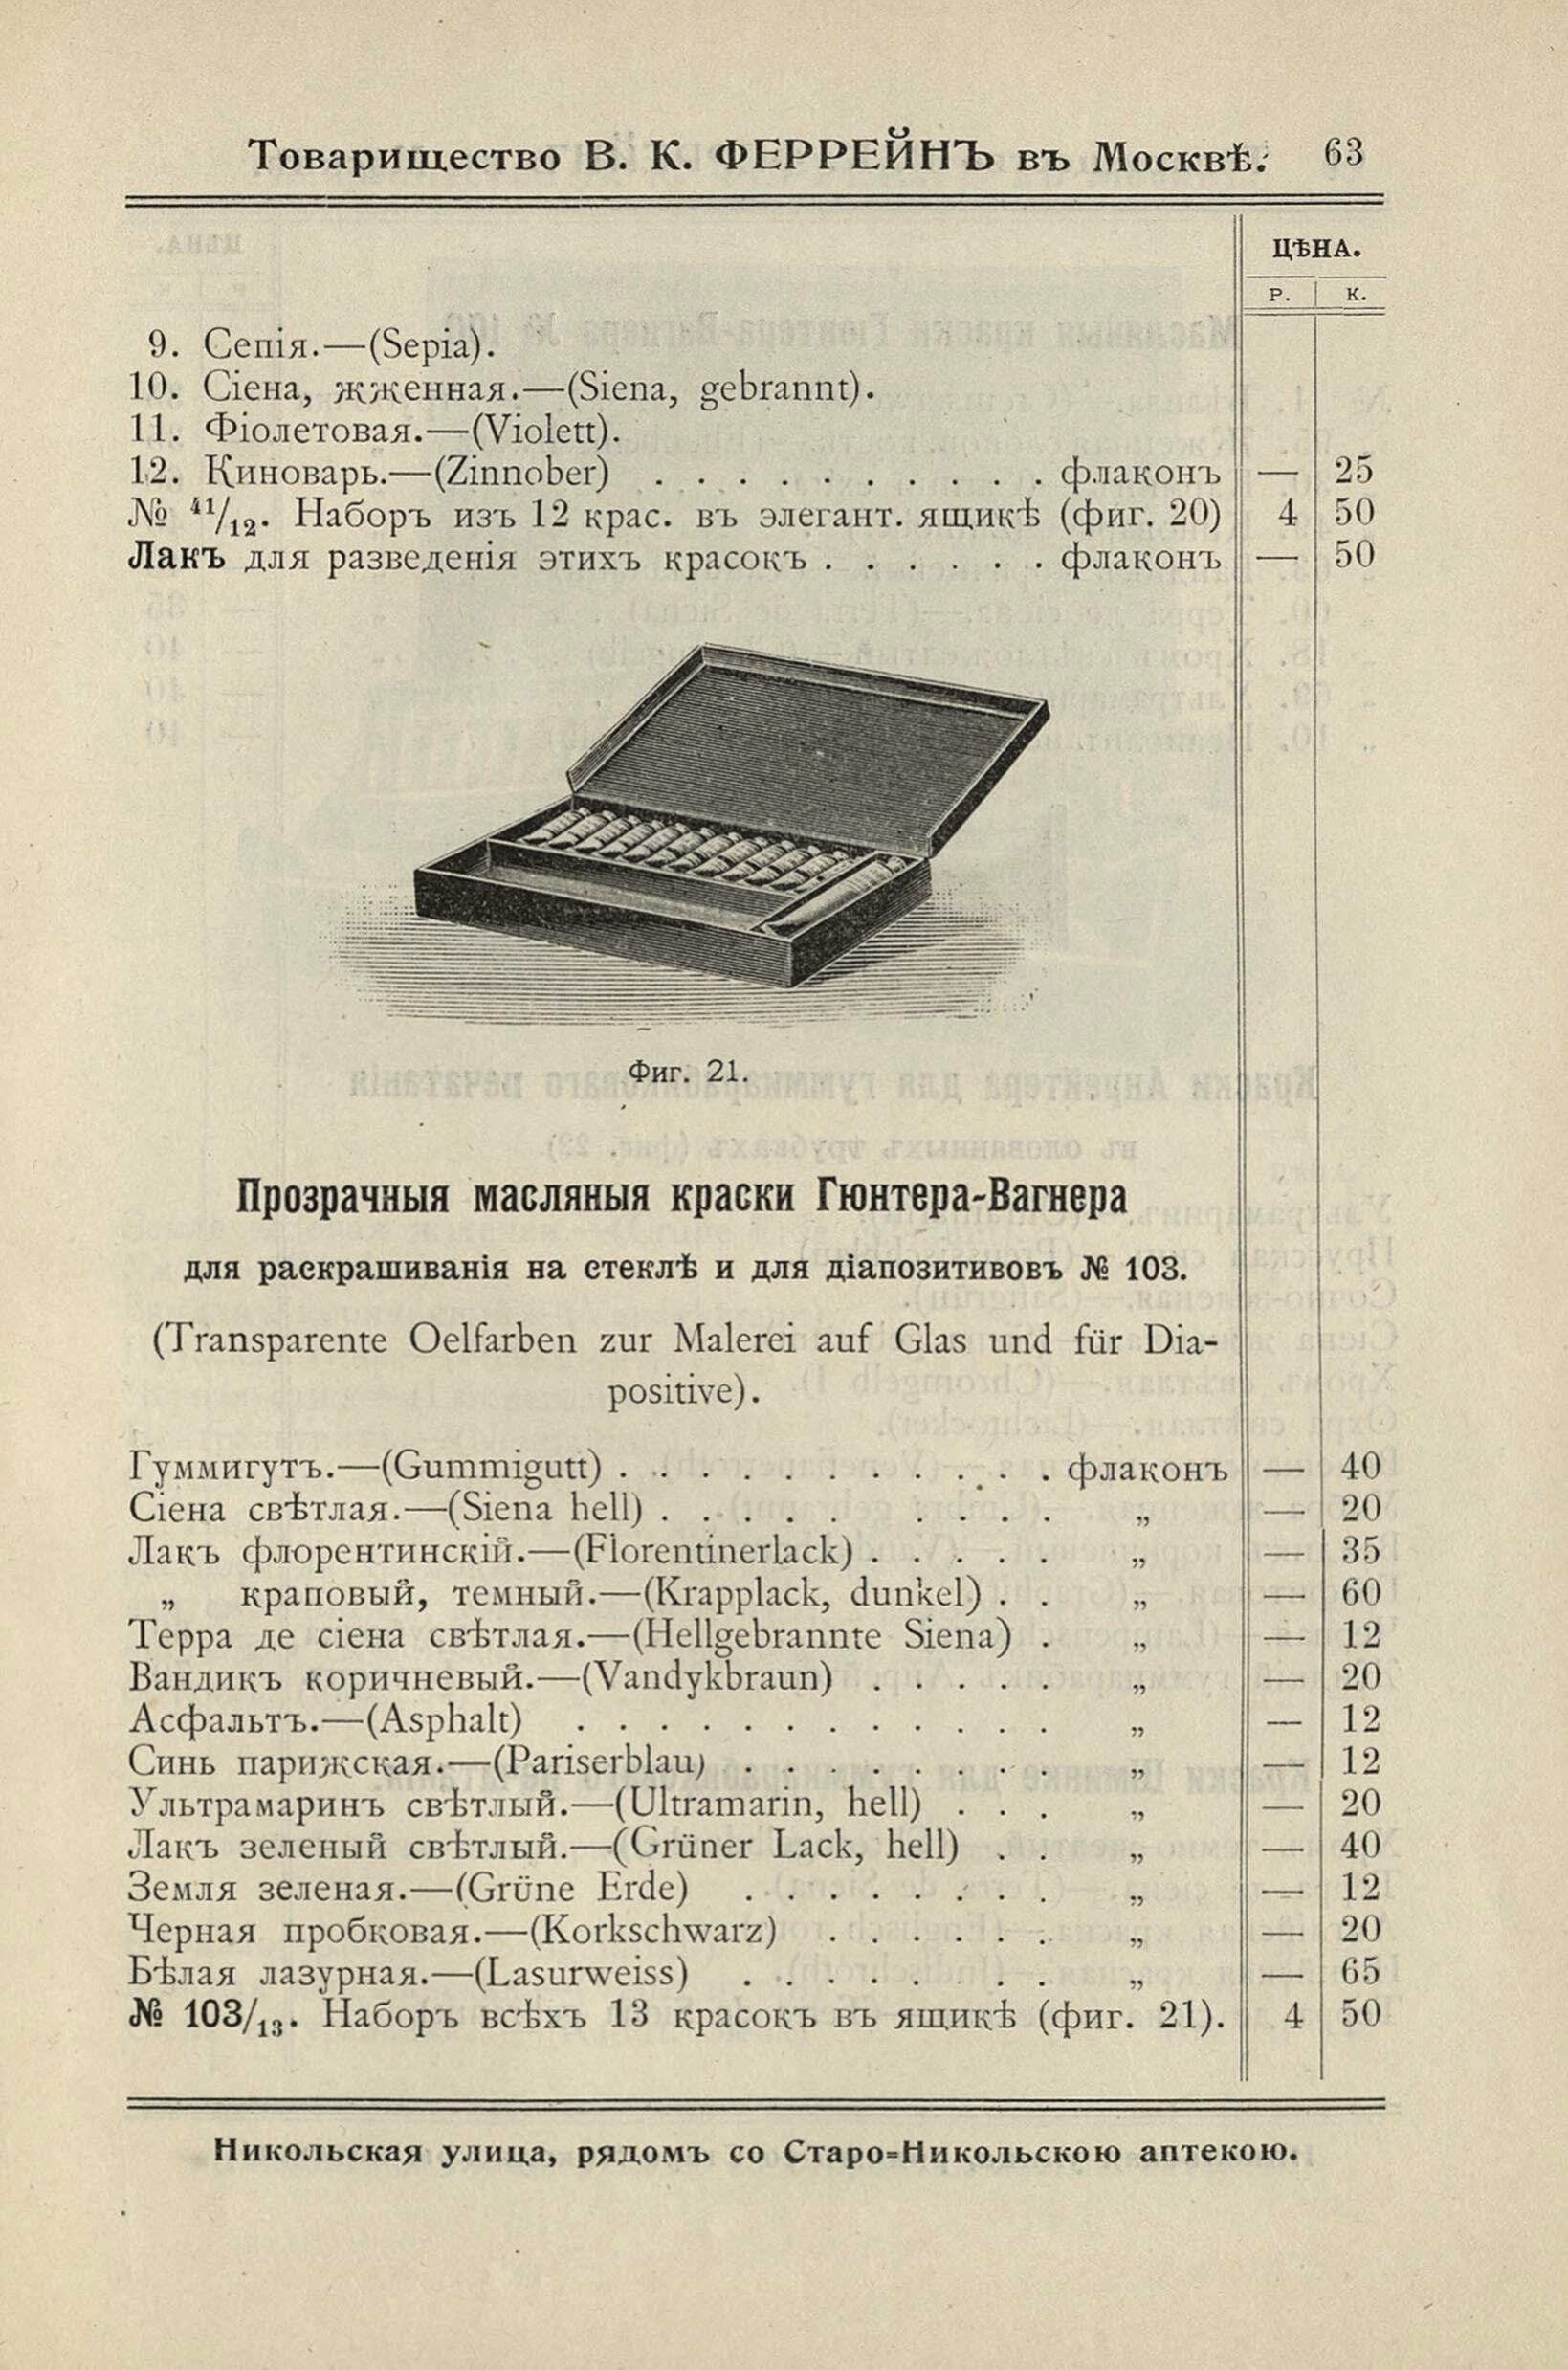 Товарищество В. К. ФЕРРЕЙНЪ въ Москвѣ. 63
ЦѢНА.
Р. К.
9. Сепія.—(Sepia).
10. Сіена, жженная.—(Siena, gebrannt).
11. Фіолетовая.—(Violett).
12. Киноварь.—(Zinnober) . . . . . . . . . . флаконъ — 25
№ 41/12. Наборъ изъ 12 крас. въ элегант. ящикѣ (фиг. 20) 4 50
Лакъ для разведенія этихъ красокъ . . . . . . флаконъ — 50
Фиг. 21.
Прозрачныя масляныя краски Гюнтера-Вагнера
для раскрашиванія на стеклѣ и для діапозитивовъ № 103.
(Transparente Oelfarben zur Malerei auf Glas und für Dia-
positive).
Гуммигутъ.—(Gummigutt) . . . . . . . . . . . флаконъ — 40
Сіена свѣтлая.—(Siena hell) . . . . . . . . . „ — 20
Лакъ флорентинскій.—(Florentinerlack) . . . . . „ — 35
„ краповый, темный.—(Krapplack, dunkel) . . „ — 60
Терра де сіена свѣтлая.—(Hellgebrannte Siena) . „ — 12
Вандикъ коричневый.—(Vandykbraun) . . . . . „ — 20
Асфальтъ.—(Asphalt) . . . . . . . . . . . . „ — 12
Синь парижская.—(Pariserblau) . . . . . . . . „ — 12
Ультрамаринъ свѣтлый.—(Ultramarin, hell) . . . „ — 20
Лакъ зеленый свѣтлый.—(Grüner Lack, hell) . . „ — 40
Земля зеленая.—(Grüne Erde) . . . . . . . . „ — 12
Черная пробковая.—(Korkschwarz) . . . . . . „ — 20
Бѣлая лазурная.—(Lasurweiss) . . . . . . . „ — 65
№ 103/13. Наборъ всѣхъ 13 красокъ въ ящикѣ (фиг. 21). 4 50
Никольская улица, рядомъ со Старо-Никольскою аптекою.